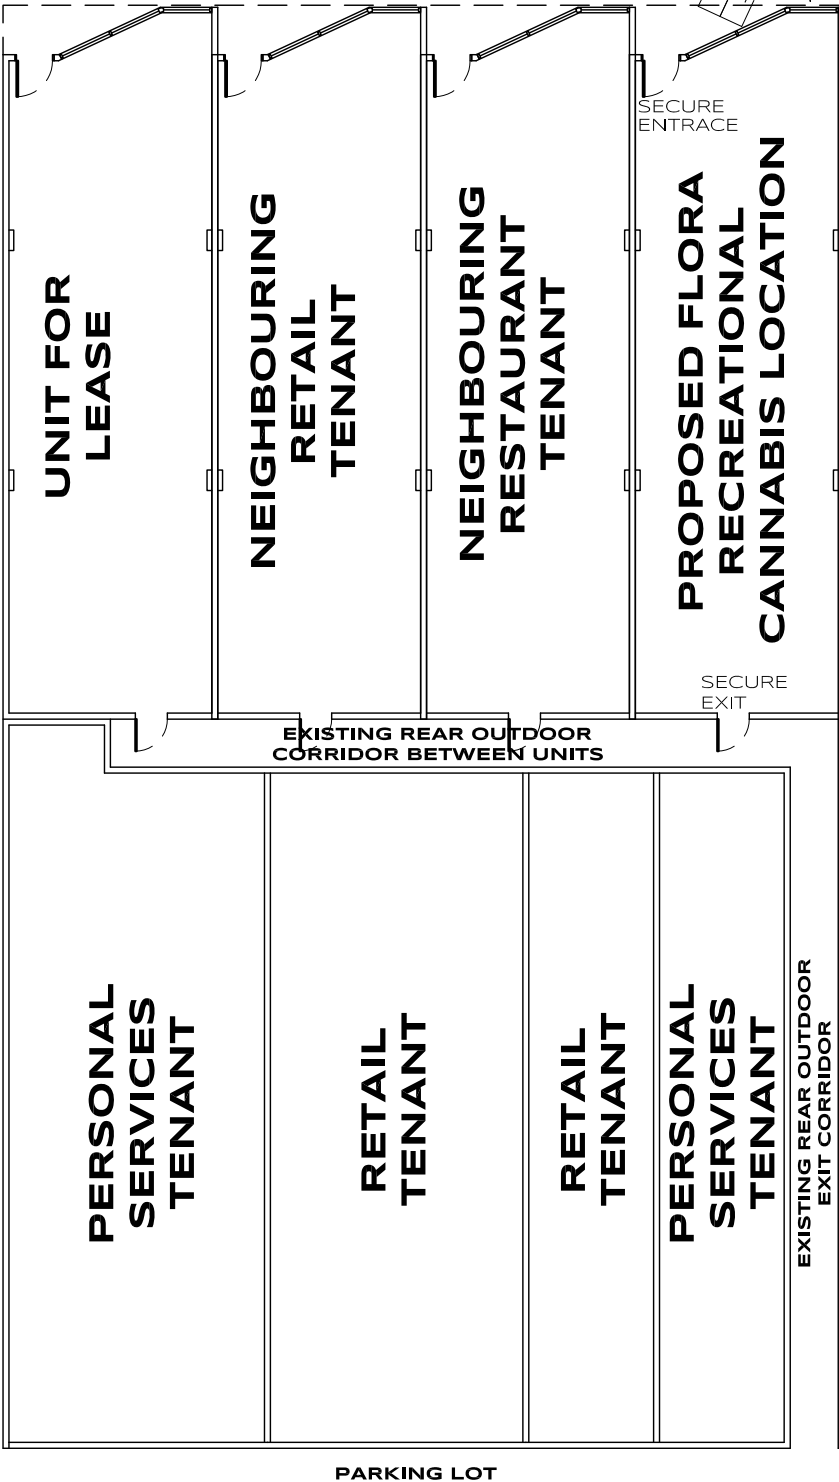 SECURE
ENTRACE
UNIT FOR
LEASE
NEIGHBOURING
RETAIL
TENANT
NEIGHBOURING
RESTAURANT
TENANT
PROPOSED FLORA
RECREATIONAL
CANNABIS LOCATION
SECURE
EXIT
EXISTING REAR OUTDOOR
CORRIDOR BETWEEN UNITS
PERSONAL
SERVICES
TENANT
RETAIL
TENANT
RETAIL
TENANT
PERSONAL
SERVICES
TENANT
EXISTING REAR OUTDOOR
EXIT CORRIDOR
PARKING LOT